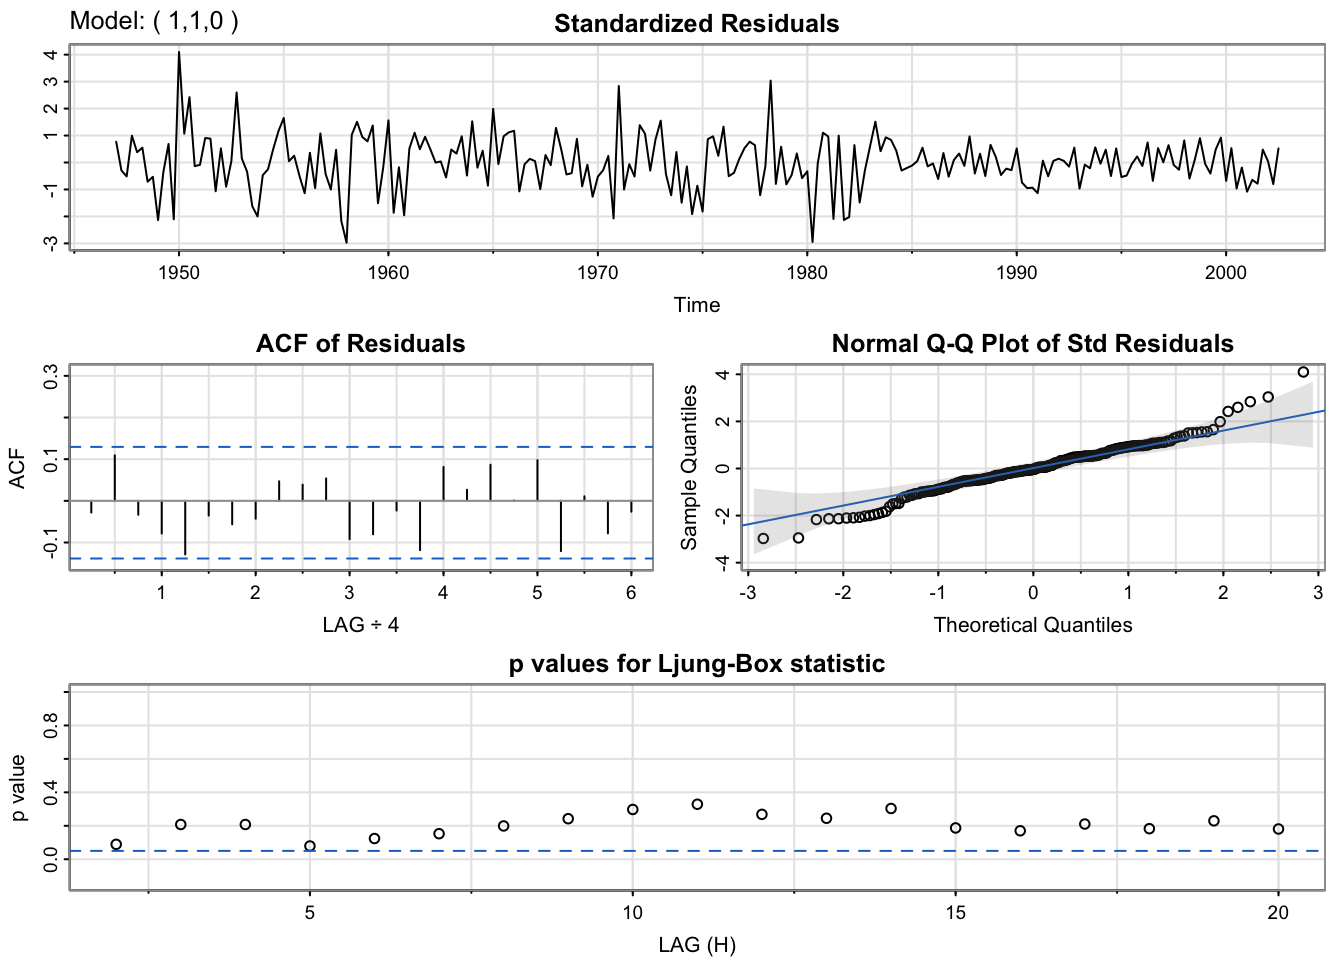 Model: ( 1,1,0 )
Standardized Residuals
4
3
2
1
-1
-3
1950 1960 1970 1980 1990 2000
Time
ACF of Residuals
ACF
0.3
0.1
-0.1
1 2 3 4 5 6
LAG ÷ 4
Normal Q-Q Plot of Std Residuals
Sample Quantiles
4
2
0
-2
-4
-3 -2 -1 0 1 2 3
Theoretical Quantiles
p values for Ljung-Box statistic
p value
0.8
0.4
0.0
5 10 15 20
LAG (H)